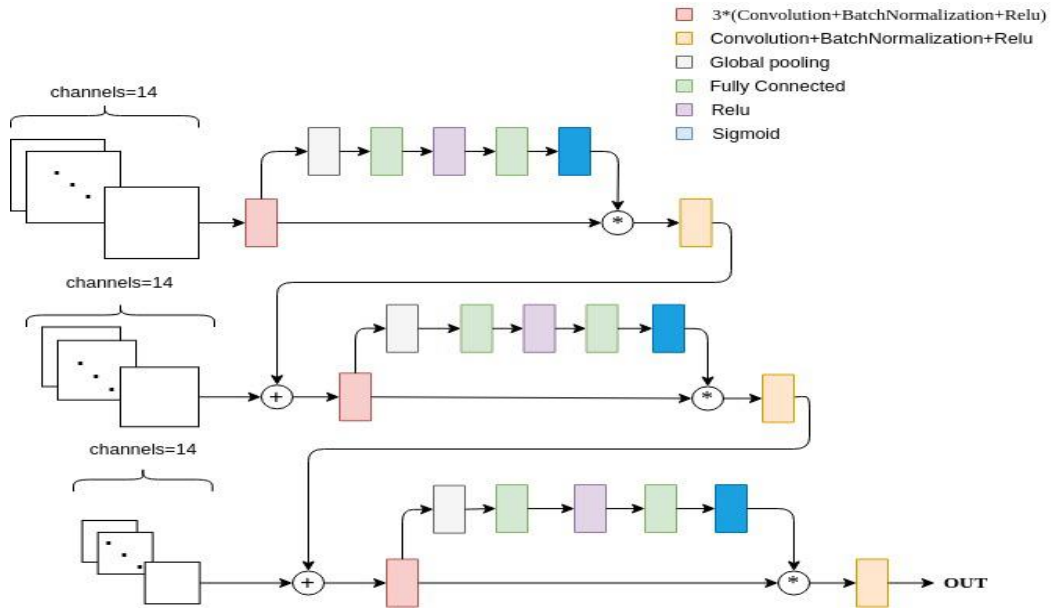 3*(Convolution+BatchNormalization+Relu)
Convolution+BatchNormalization+Relu
Global pooling
Fully Connected
Relu
Sigmoid
channels=14
*
channels=14
+
*
channels=14
+
*
OUT